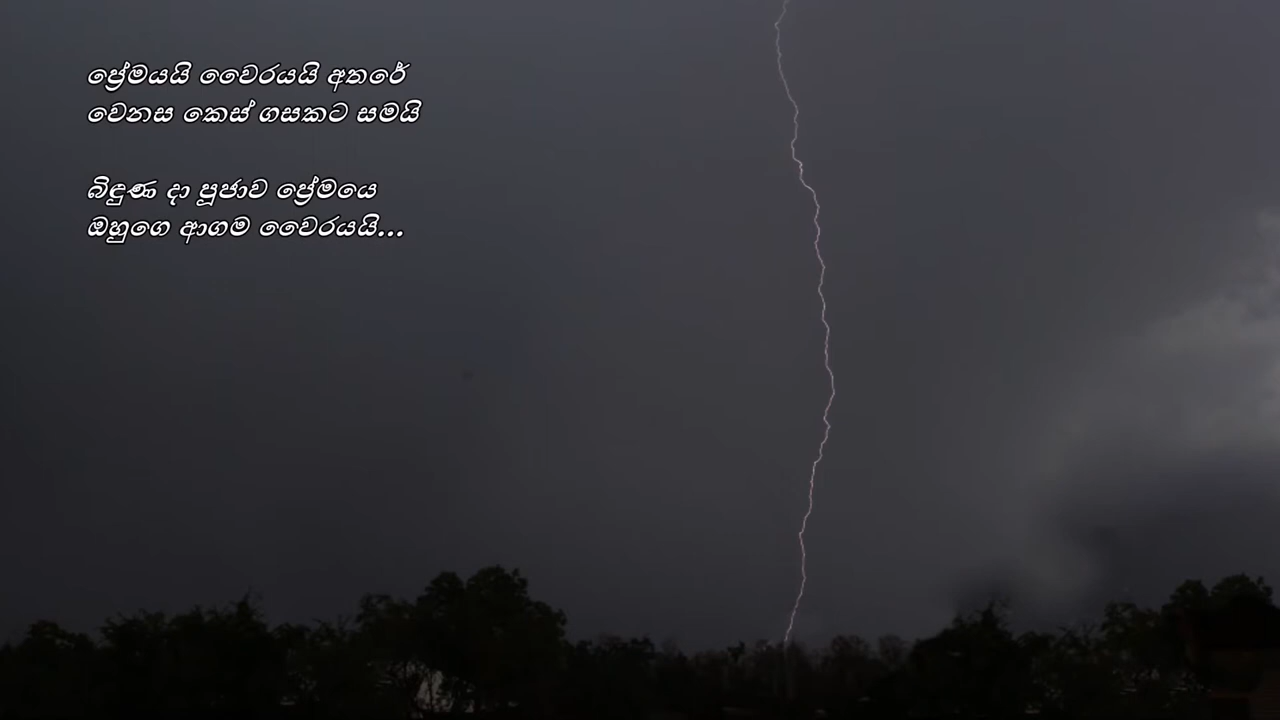 ප්‍රේමයයි වෛරයයි අතරේ
වෙනස කෙස් ගසකට සමයි
බිඳුණ දා පූජාව ප්‍රේමයෙ
ඔහුගෙ ආගම වෛරයයි...